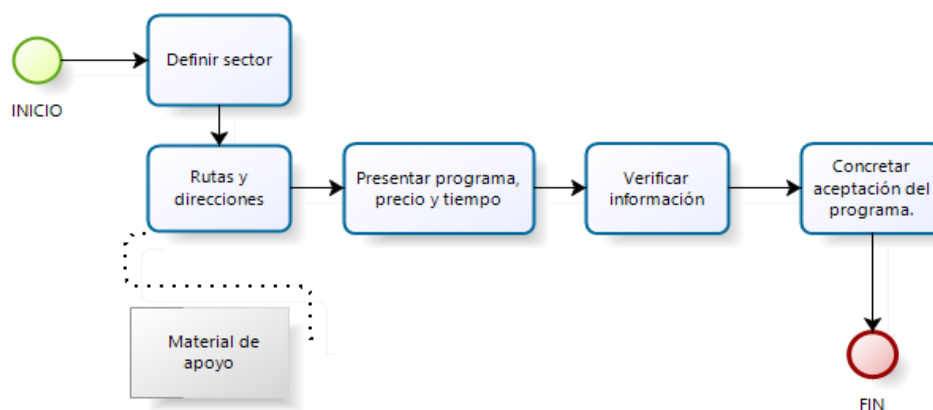 Definir sector
INICIO
Rutas y
direcciones
Presentar programa,
precio y tiempo
Verificar
información
Concretar
aceptación del
programa.
Material de
apoyo
FIN